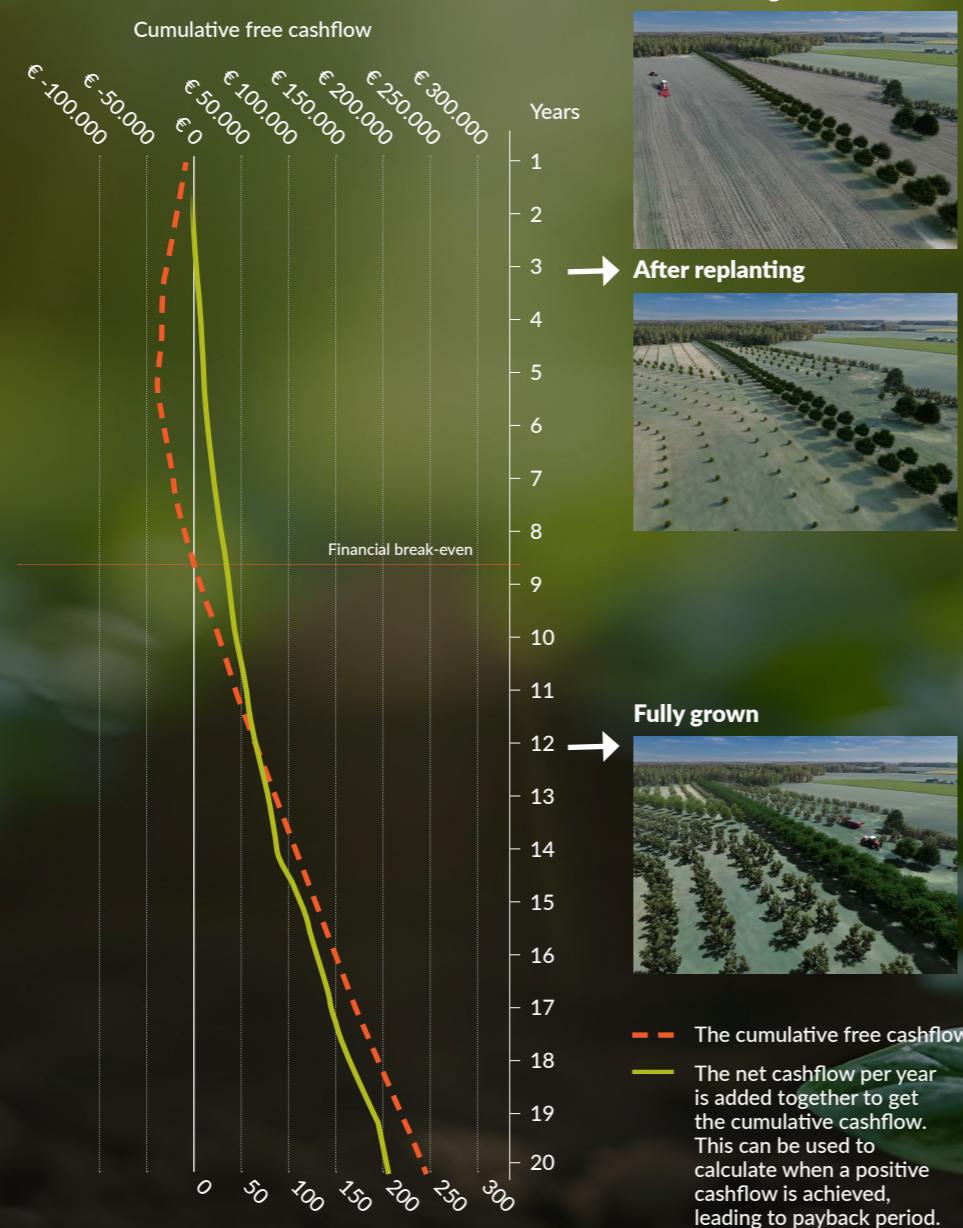 Cumulative free cashflow
€ -100.000
€ -50.000
€ 0
€ 50.000
€ 100.000
€ 150.000
€ 200.000
€ 250.000
€ 300.000
Years
1
2
3
4
5
6
7
8
Financial break-even
9
10
11
12
13
14
15
16
17
18
19
20
0
50
100
150
200
250
300
After replanting
Fully grown
The cumulative free cashflow
The net cashflow per year
is added together to get
the cumulative cashflow.
This can be used to
calculate when a positive
cashflow is achieved,
leading to payback period.